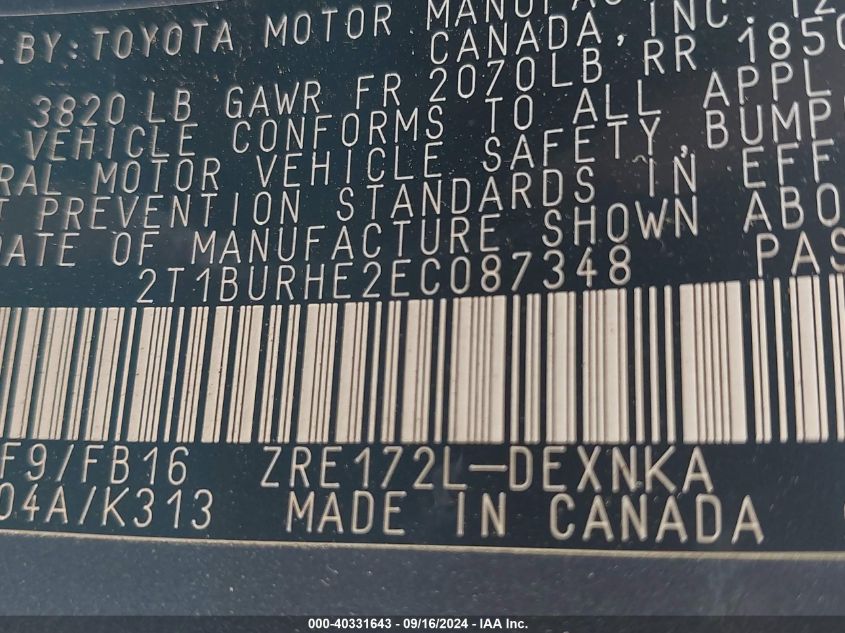 BY: TOYOTA MOTOR
CANADA, INC. 12
3820 LB GAWR FR 2070LB, RR 1850
VEHICLE CONFORMS TO ALL APPL
RAL MOTOR VEHICLE SAFETY, BUMP
PREVENTION STANDARDS IN EFF
DATE OF MANUFACTURE SHOWN ABO
2T1BURHE2EC087348 PAS
F9/FB16 ZRE172L-DEXNKA
04A/K313 MADE IN CANADA
000-40331643 - 09/16/2024 - IAA Inc.